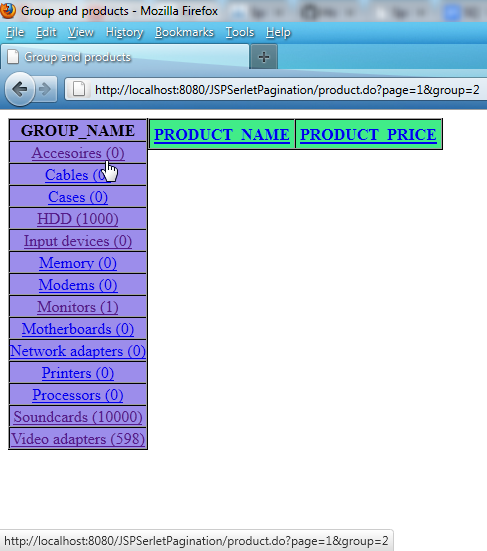 Group and products - Mozilla Firefox
File Edit View History Bookmarks Tools Help
Group and products
http://localhost:8080/JSPSerletPagination/product.do?page=1&group=2
GROUP_NAME PRODUCT_NAME PRODUCT_PRICE
Accesoires (0)
Cables (0)
Cases (0)
HDD (1000)
Input devices (0)
Memory (0)
Modems (0)
Monitors (1)
Motherboards (0)
Network adapters (0)
Printers (0)
Processors (0)
Soundcards (10000)
Video adapters (598)
http://localhost:8080/JSPSerletPagination/product.do?page=1&group=2